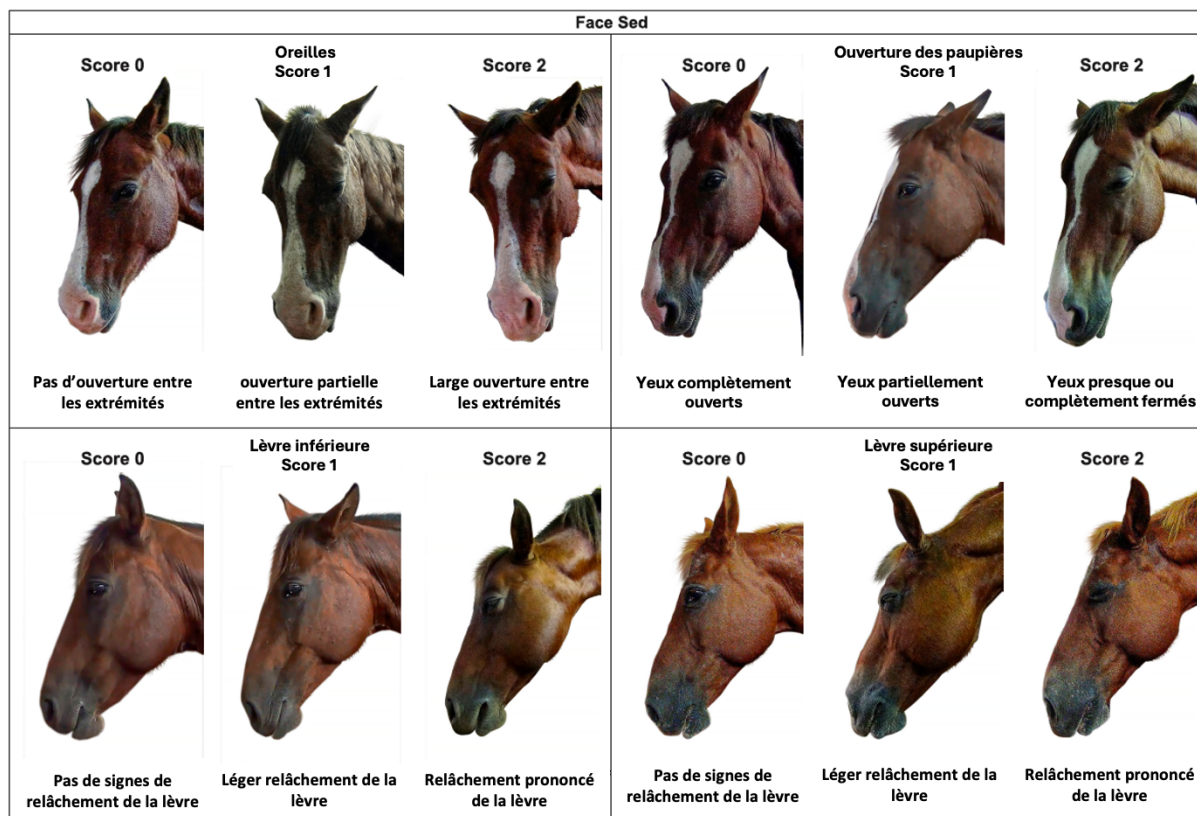 Face Sed
Oreilles
Score 0
Score 1
Score 2
Pas d'ouverture entre
les extrémités
ouverture partielle
entre les extrémités
Large ouverture entre
les extrémités
Ouverture des paupières
Score 0
Score 1
Score 2
Yeux complètement
ouverts
Yeux partiellement
ouverts
Yeux presque ou
complètement fermés
Lèvre inférieure
Score 0
Score 1
Score 2
Pas de signes de
relâchement de la lèvre
Léger relâchement de la
lèvre
Relâchement prononcé
de la lèvre
Lèvre supérieure
Score 0
Score 1
Score 2
Pas de signes de
relâchement de la lèvre
Léger relâchement de la
lèvre
Relâchement prononcé
de la lèvre